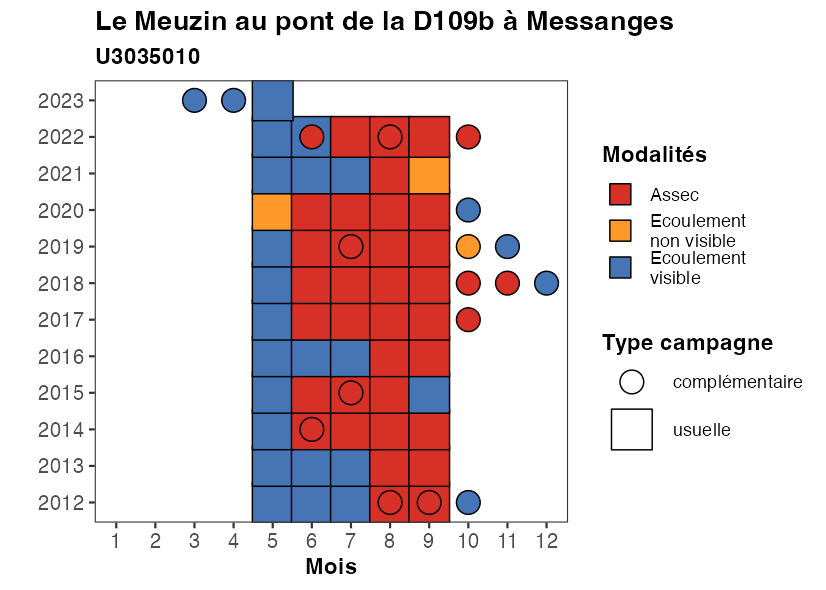 Le Meuzin au pont de la D109b à Messanges
U3035010
2023
2022
2021
2020
2019
2018
2017
2016
2015
2014
2013
2012
1 2 3 4 5 6 7 8 9 10 11 12
Mois
Modalités
Assec
Ecoulement
non visible
Ecoulement
visible
Type campagne
complémentaire
usuelle